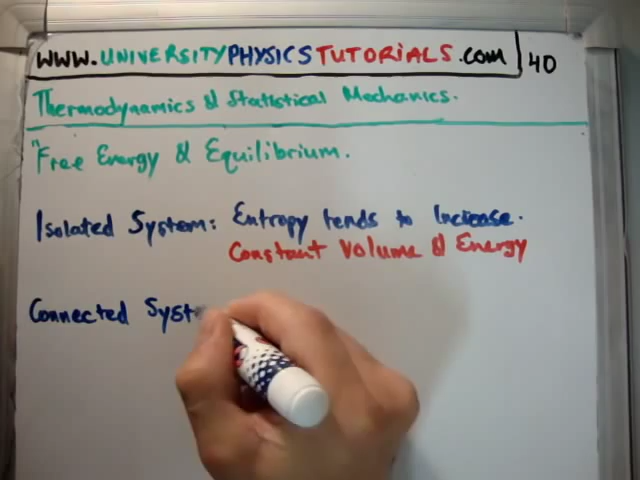 www.UNIVERSITYPHYSICSTUTORIALS.com 40
Thermodynamics & Statistical Mechanics.
"Free Energy & Equilibrium.
Isolated System: Entropy tends to Increase.
Constant Volume & Energy
Connected Syst